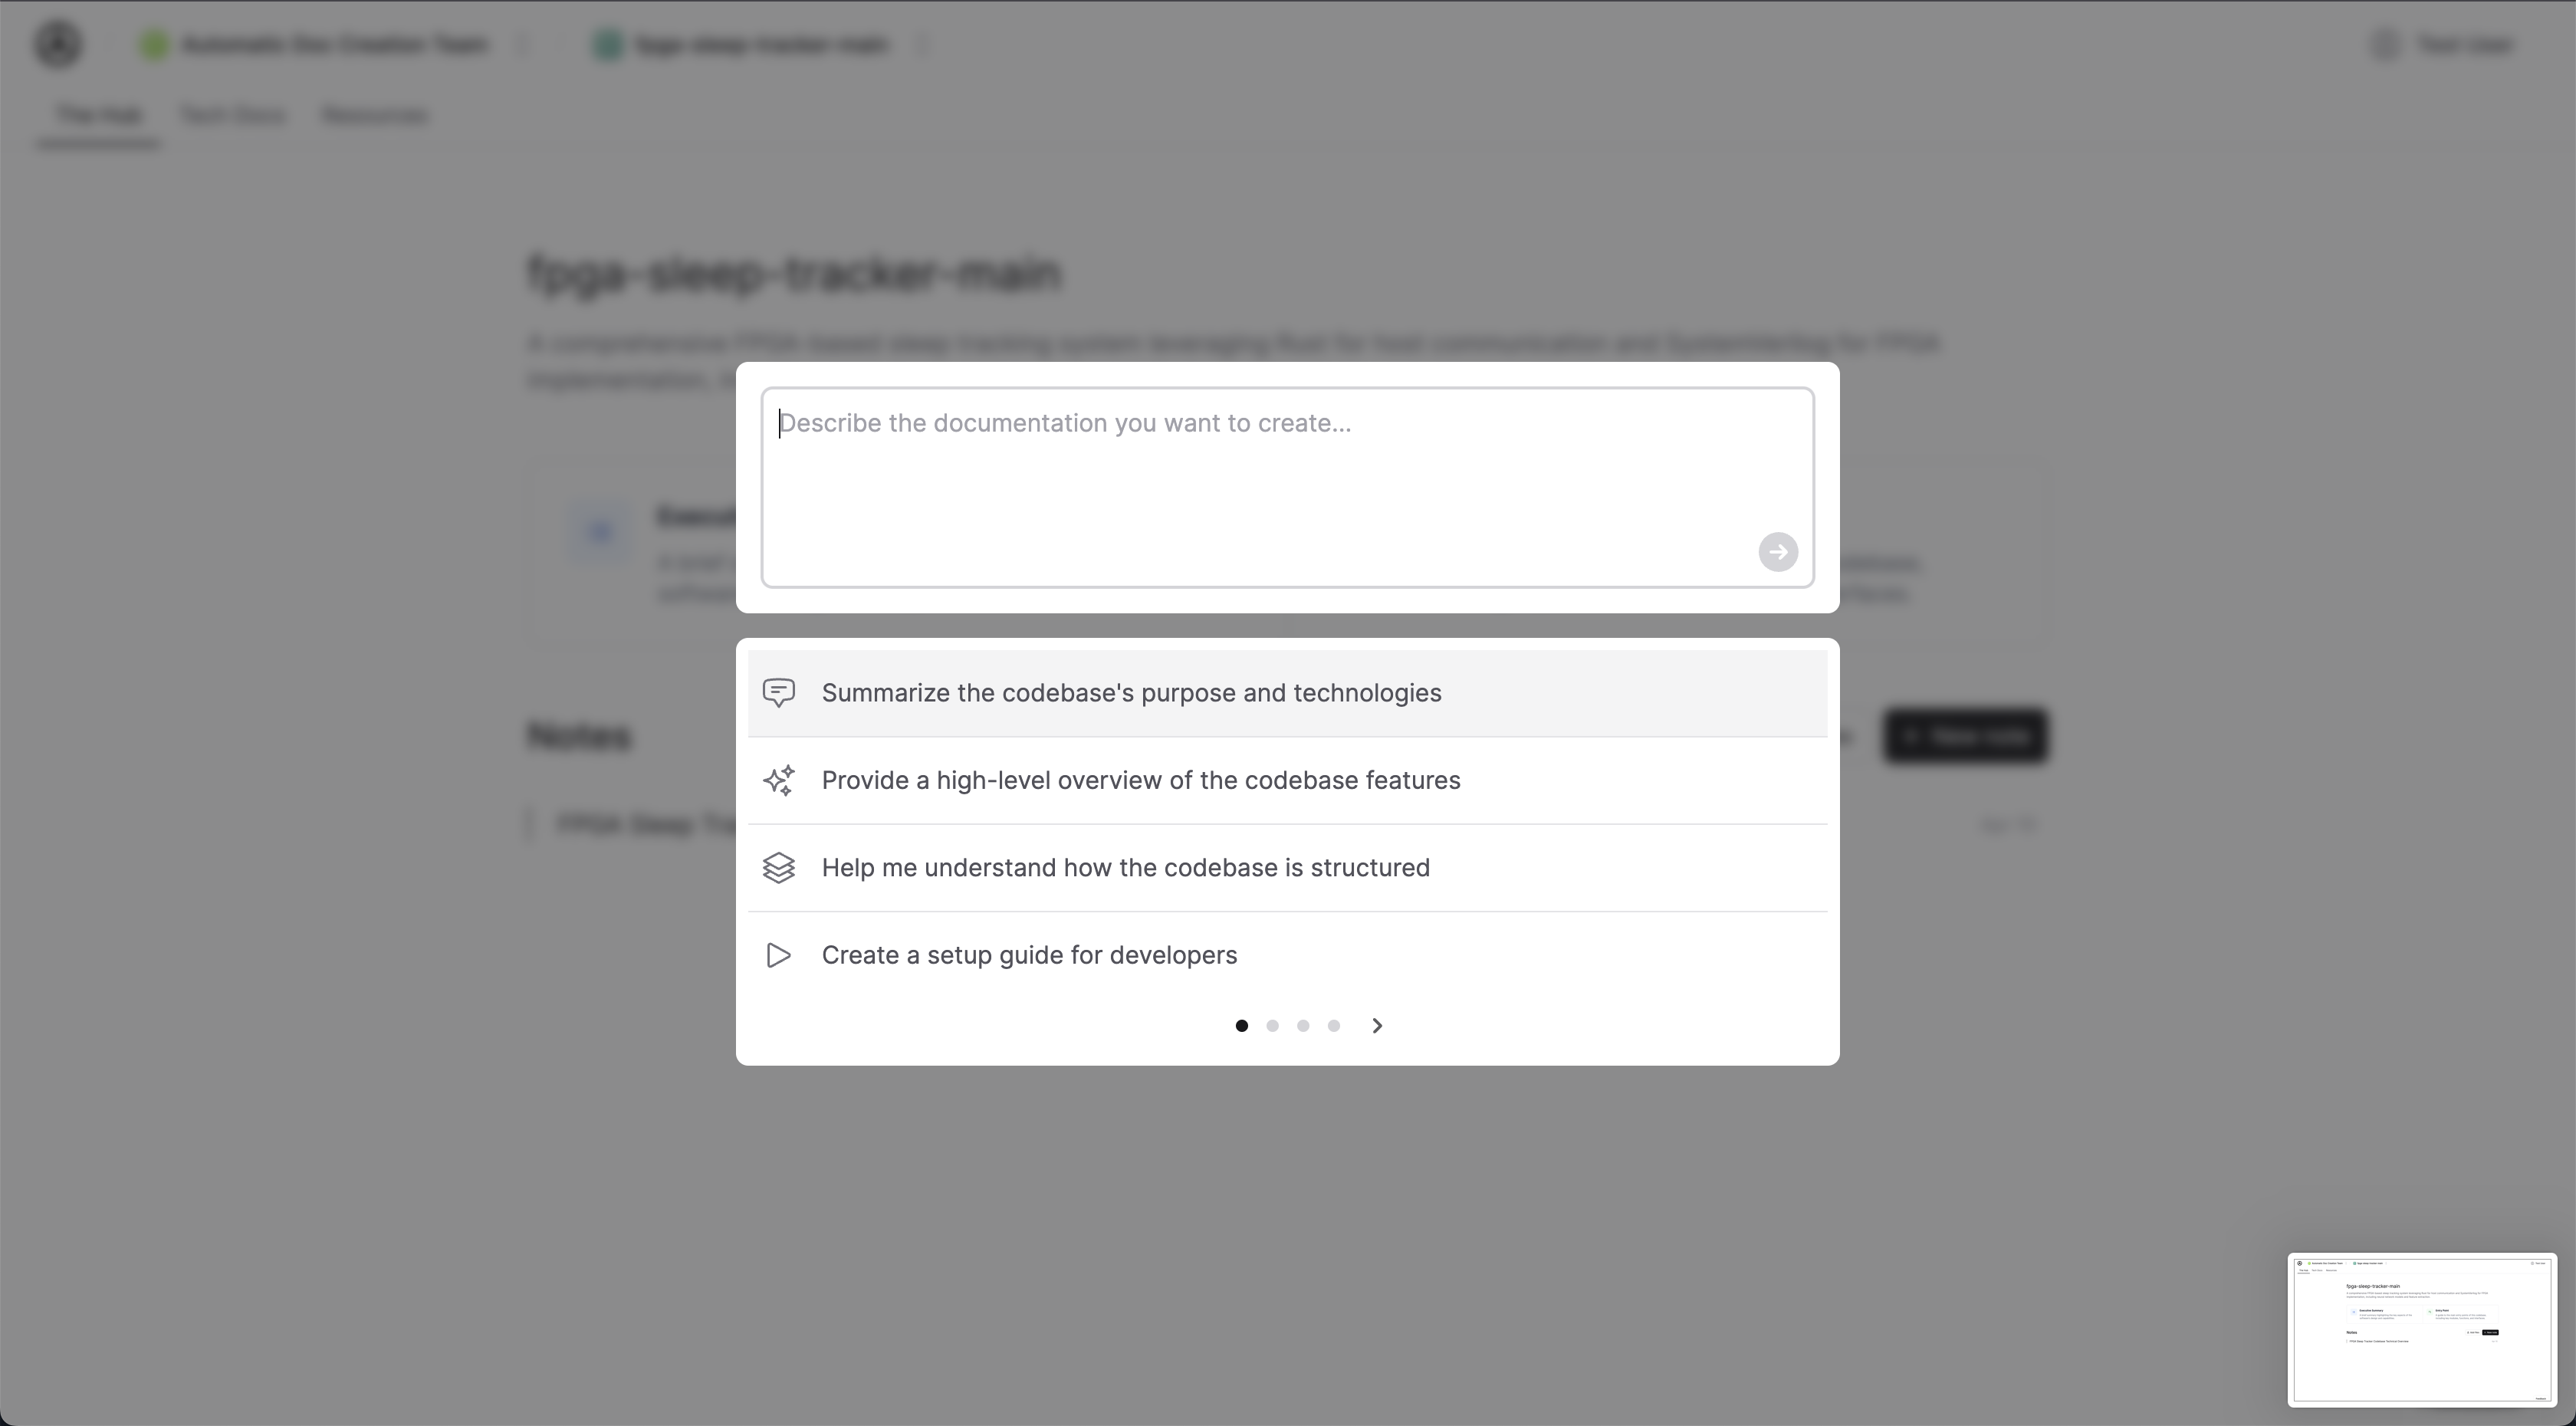 Automatic Doc Creation Team
fpga-sleep-tracker-main
Test User
The Hub
Tech Docs
Resources
fpga-sleep-tracker-main
A comprehensive FPGA-based sleep tracking system leveraging Rust for host communication and SystemVerilog for FPGA
implementation,
Describe the documentation you want to create...
Summarize the codebase's purpose and technologies
Provide a high-level overview of the codebase features
Help me understand how the codebase is structured
Create a setup guide for developers
Notes
New note
FPGA Sleep